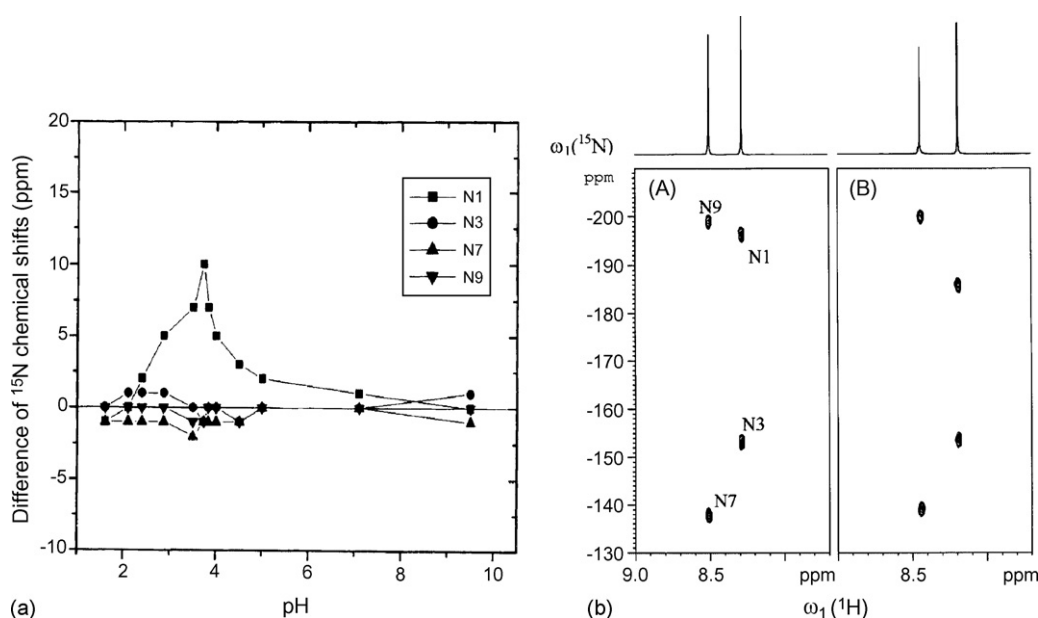 Difference of ¹⁵N chemical shifts (ppm)
20
15
10
5
0
-5
-10
2
4
6
8
10
pH
N1
N3
N7
N9
(a)
ω₁(¹⁵N)
ppm
-200
-190
-180
-170
-160
-150
-140
-130
(A)
N9
N1
N3
N7
(B)
9.0
8.5
ppm
8.5
ppm
(b)
ω₁(¹H)